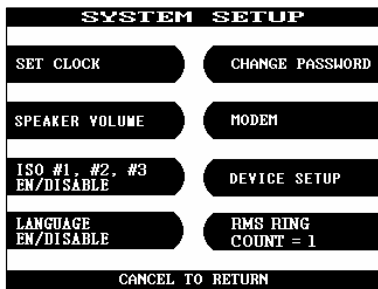 SYSTEM SETUP
SET CLOCK
CHANGE PASSWORD
SPEAKER VOLUME
MODEM
ISO #1, #2, #3
EN/DISABLE
DEVICE SETUP
LANGUAGE
EN/DISABLE
RMS RING
COUNT = 1
CANCEL TO RETURN